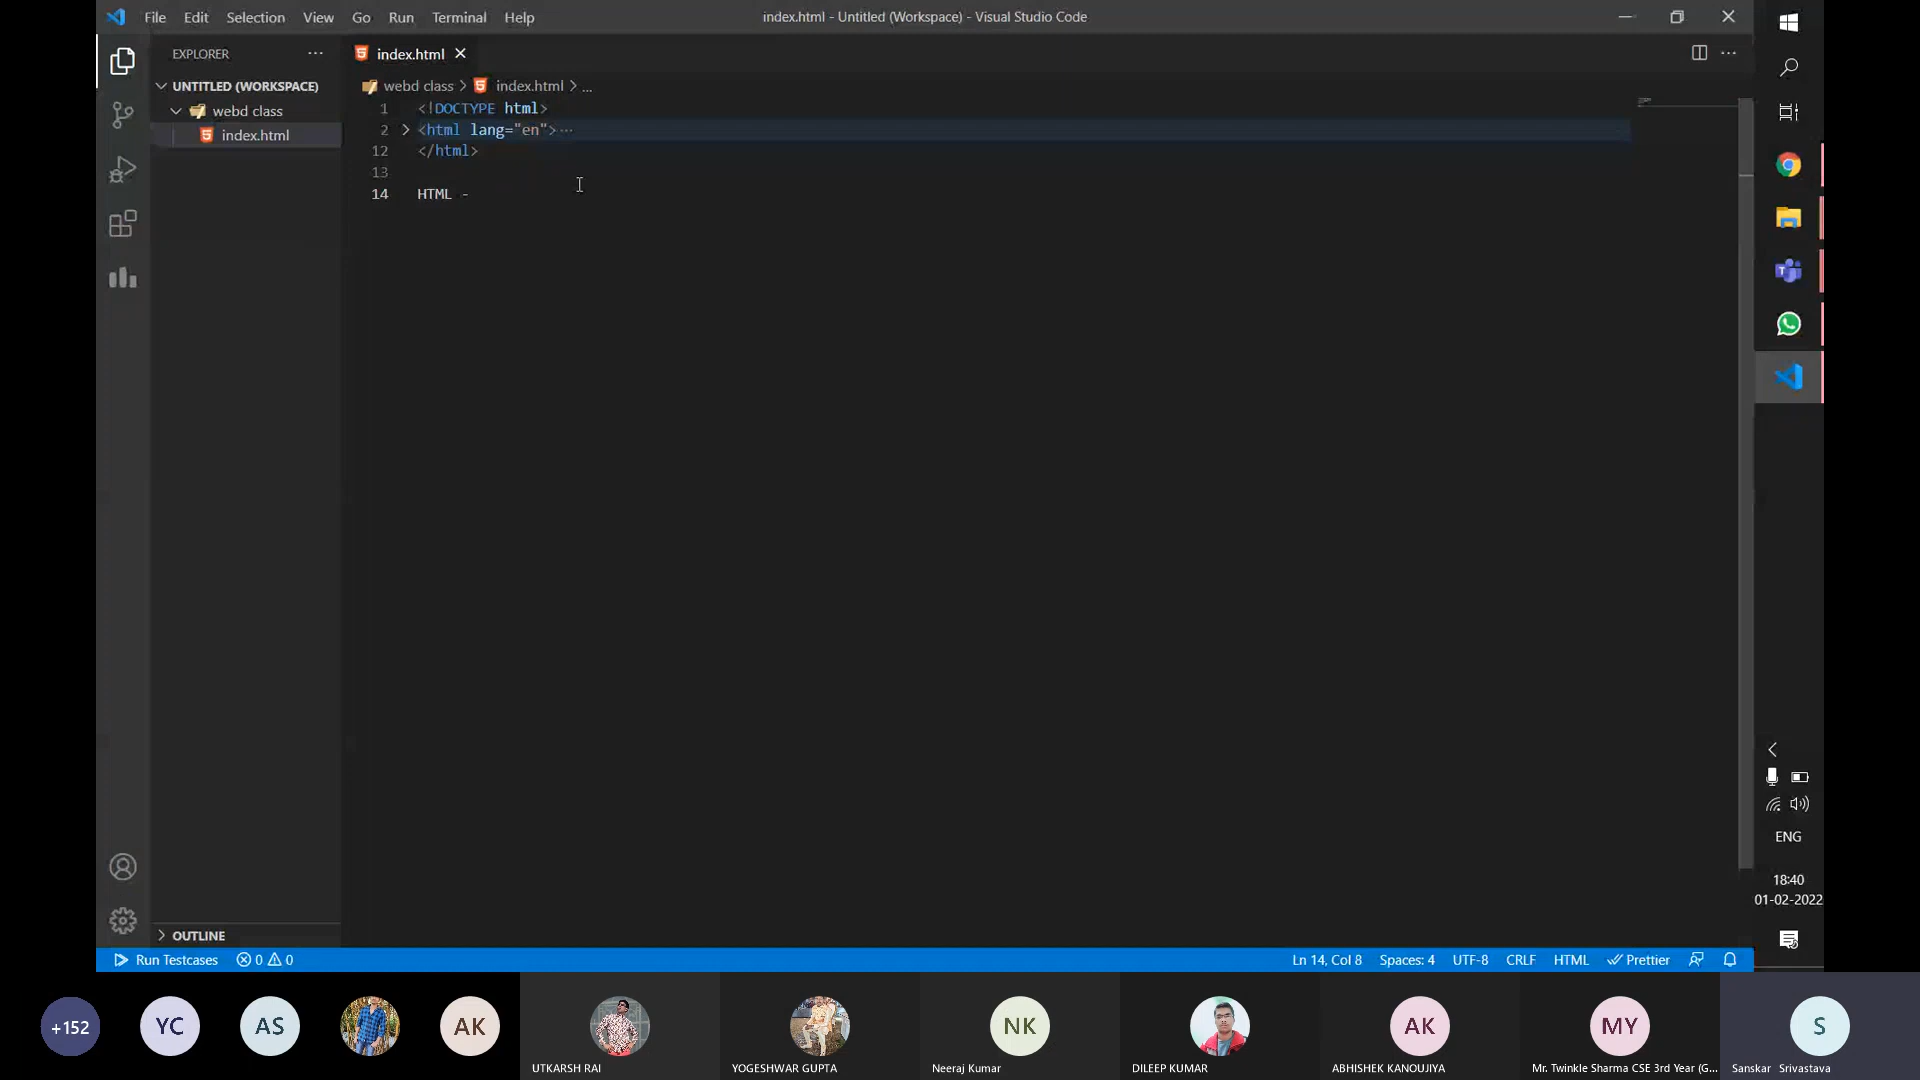 File Edit Selection View Go Run Terminal Help
index.html - Untitled (Workspace) - Visual Studio Code
EXPLORER
index.html
UNTITLED (WORKSPACE)
webd class
index.html
webd class > index.html > ...
1 <!DOCTYPE html>
2 <html lang="en"> ...
12 </html>
13
14 HTML -
OUTLINE
Run Testcases 0 0
Ln 14, Col 8 Spaces: 4 UTF-8 CRLF HTML Prettier
ENG
18:40
01-02-2022
+152
YC
AS
AK
UTKARSH RAI
YOGESHWAR GUPTA
NK
Neeraj Kumar
DILEEP KUMAR
AK
ABHISHEK KANOUJIYA
MY
Mr. Twinkle Sharma CSE 3rd Year (G...
S
Sanskar Srivastava